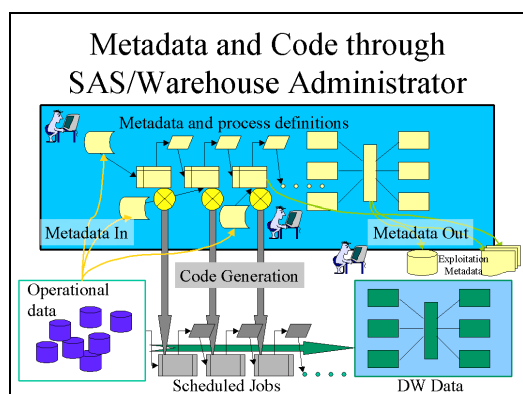 Metadata and Code through
SAS/Warehouse Administrator
Metadata and process definitions
Metadata In
Metadata Out
Exploitation
Metadata
Code Generation
Operational
data
Scheduled Jobs
DW Data